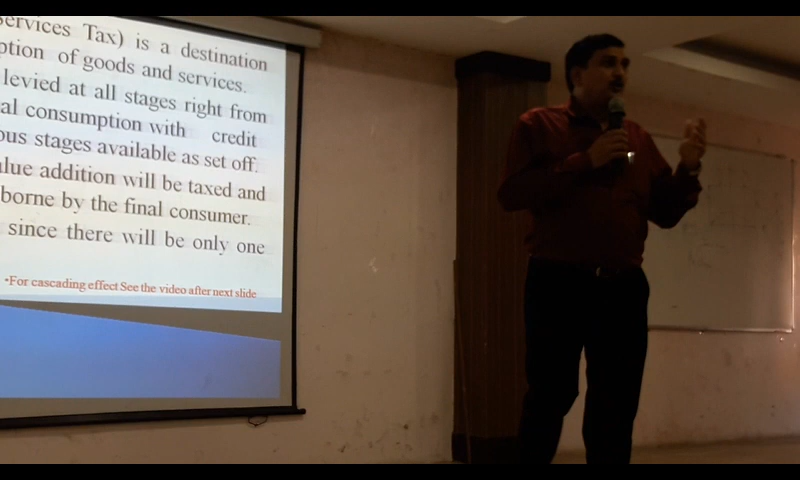 Services Tax) is a destination
ption of goods and services.
levied at all stages right from
al consumption with credit
ous stages available as set off.
lue addition will be taxed and
borne by the final consumer.
since there will be only one
•For cascading effect See the video after next slide